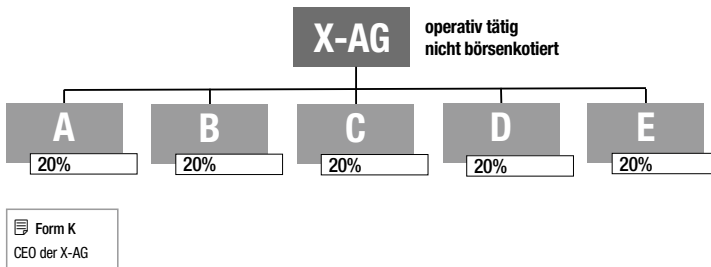 X-AG
operativ tätig
nicht börsenkotiert
A
B
C
D
E
20%
20%
20%
20%
20%
Form K
CEO der X-AG